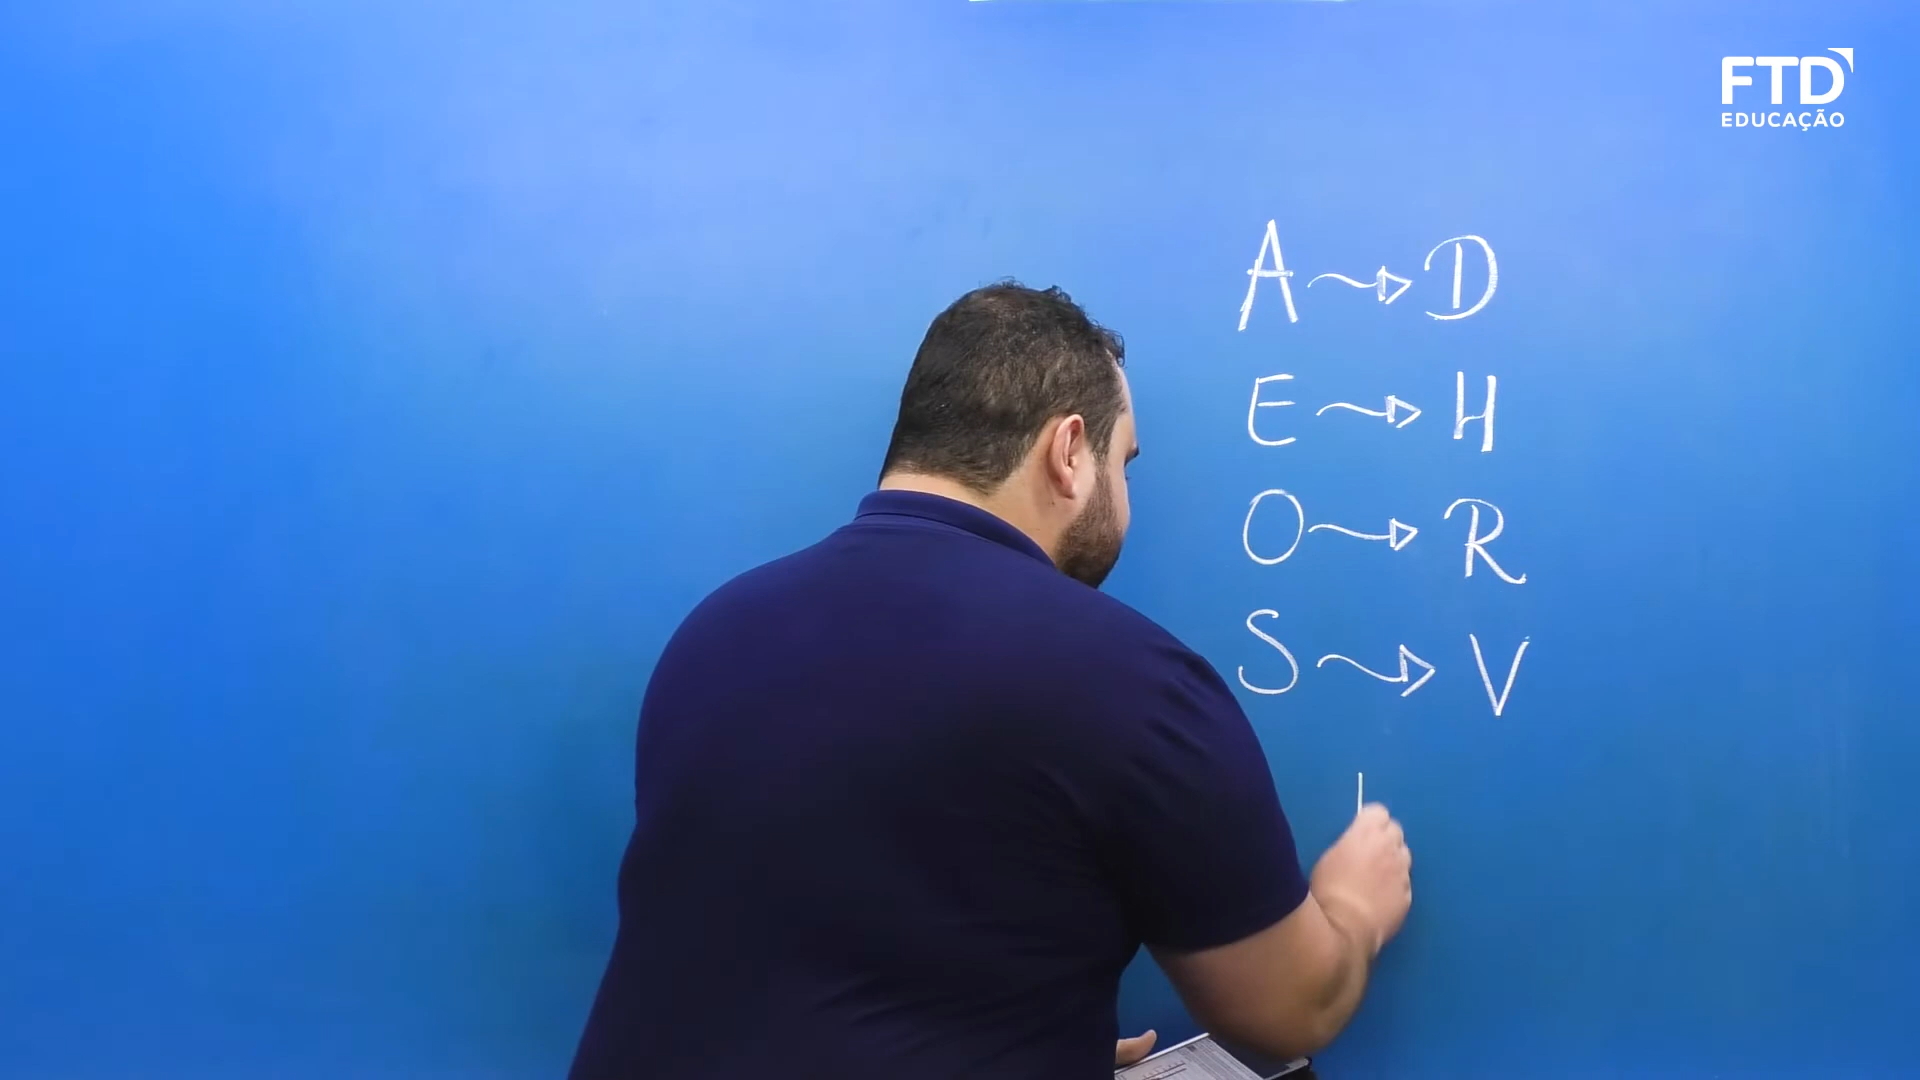 FTD
EDUCAÇÃO
A → D
E → H
O → R
S → V